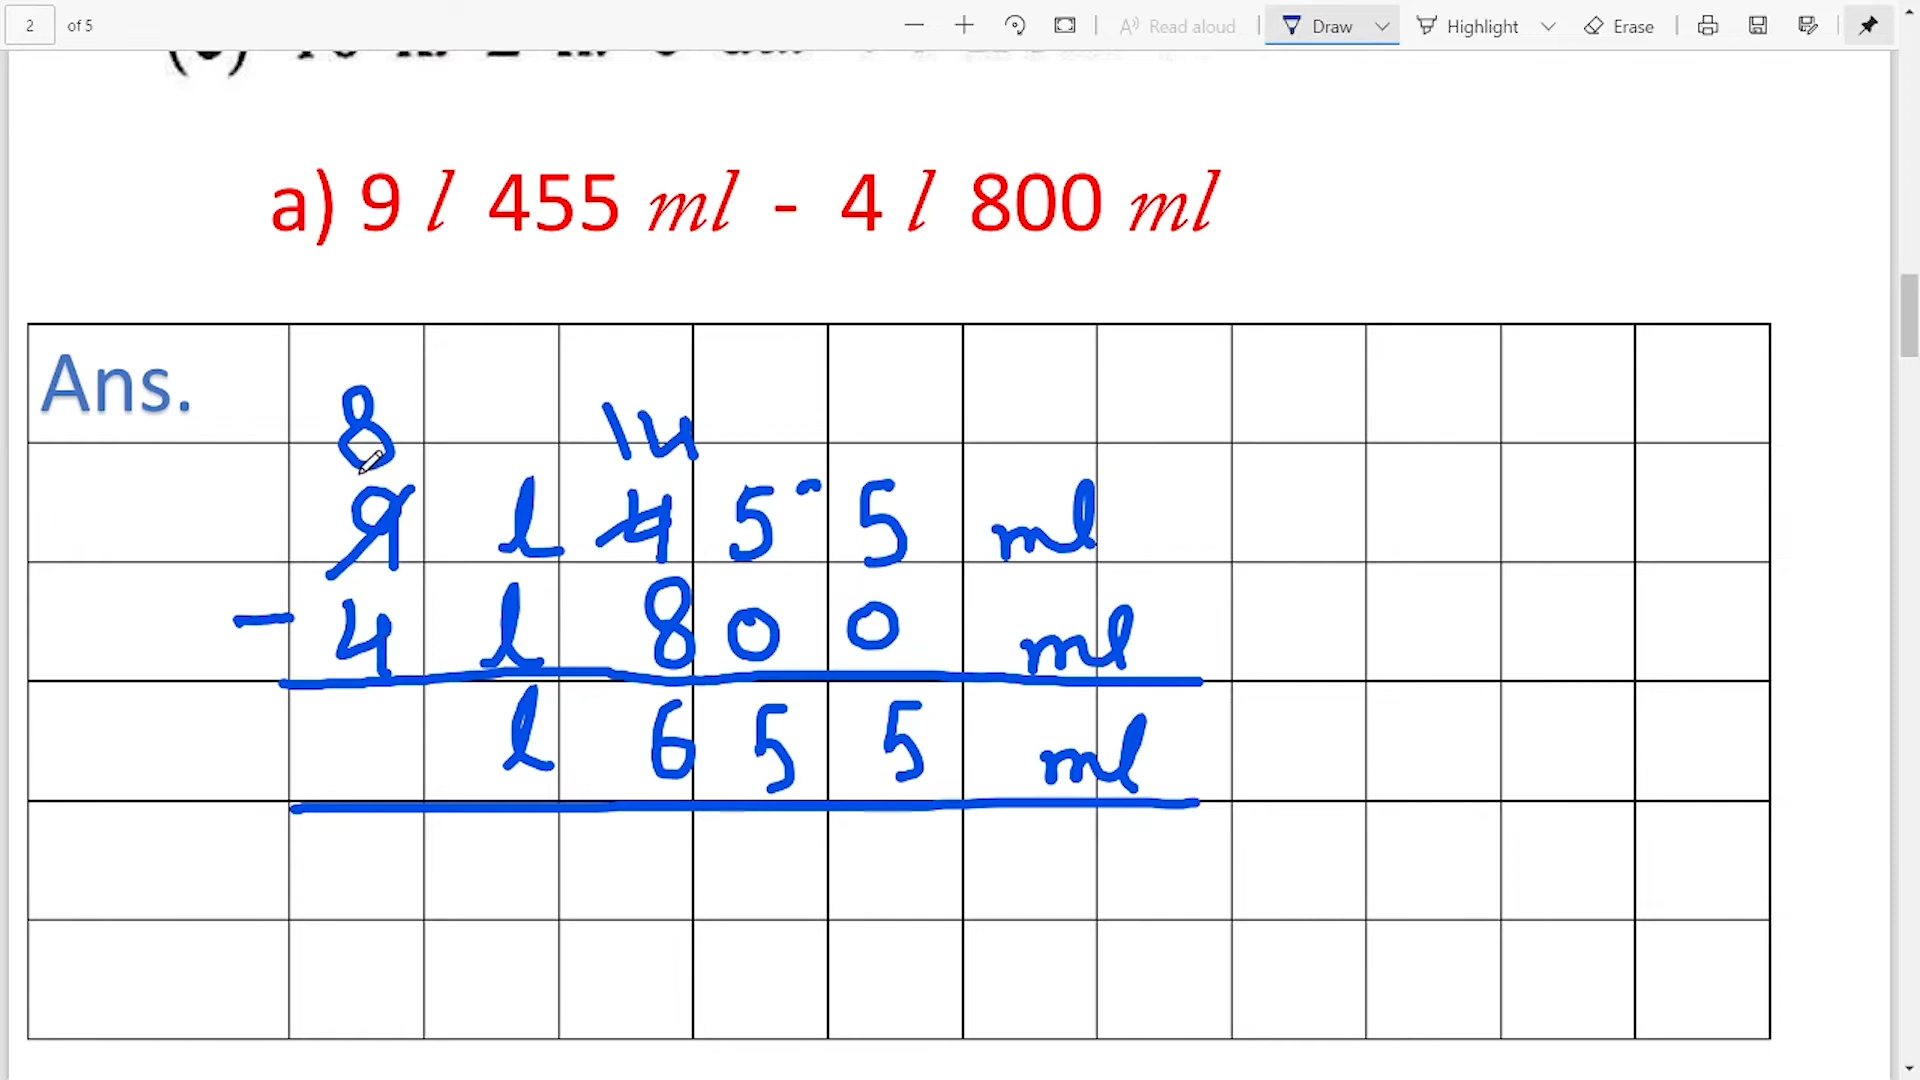 2 of 5 Read aloud Draw Highlight Erase
a) 9 l 455 ml - 4 l 800 ml
Ans.
8 14
9 l 4 5 5 ml
- 4 l 8 0 0 ml
l 6 5 5 ml